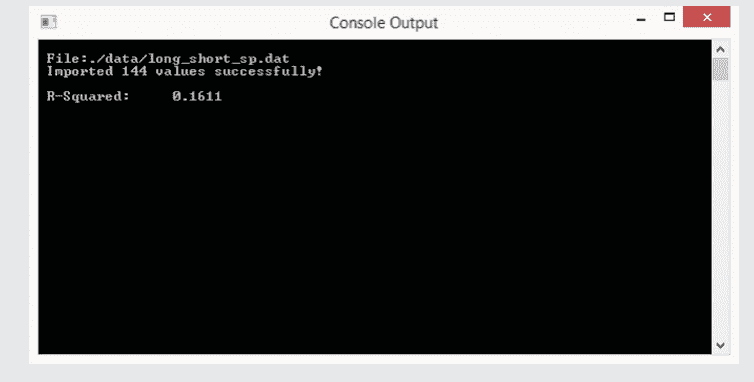 Console Output
File:./data/long_short_sp.dat
Imported 144 values successfully!
R-Squared: 0.1611